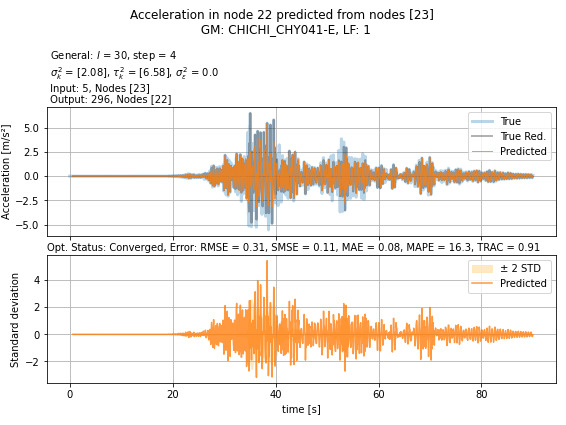 Acceleration in node 22 predicted from nodes [23]
GM: CHICHI_CHY041-E, LF: 1
General: l = 30, step = 4
σ²ₖ = [2.08], τ²ₖ = [6.58], σ²ε = 0.0
Input: 5, Nodes [23]
Output: 296, Nodes [22]
Acceleration [m/s²]
5.0
2.5
0.0
−2.5
−5.0
True
True Red.
Predicted
Opt. Status: Converged, Error: RMSE = 0.31, SMSE = 0.11, MAE = 0.08, MAPE = 16.3, TRAC = 0.91
Standard deviation
4
2
0
−2
± 2 STD
Predicted
0
20
40
60
80
time [s]